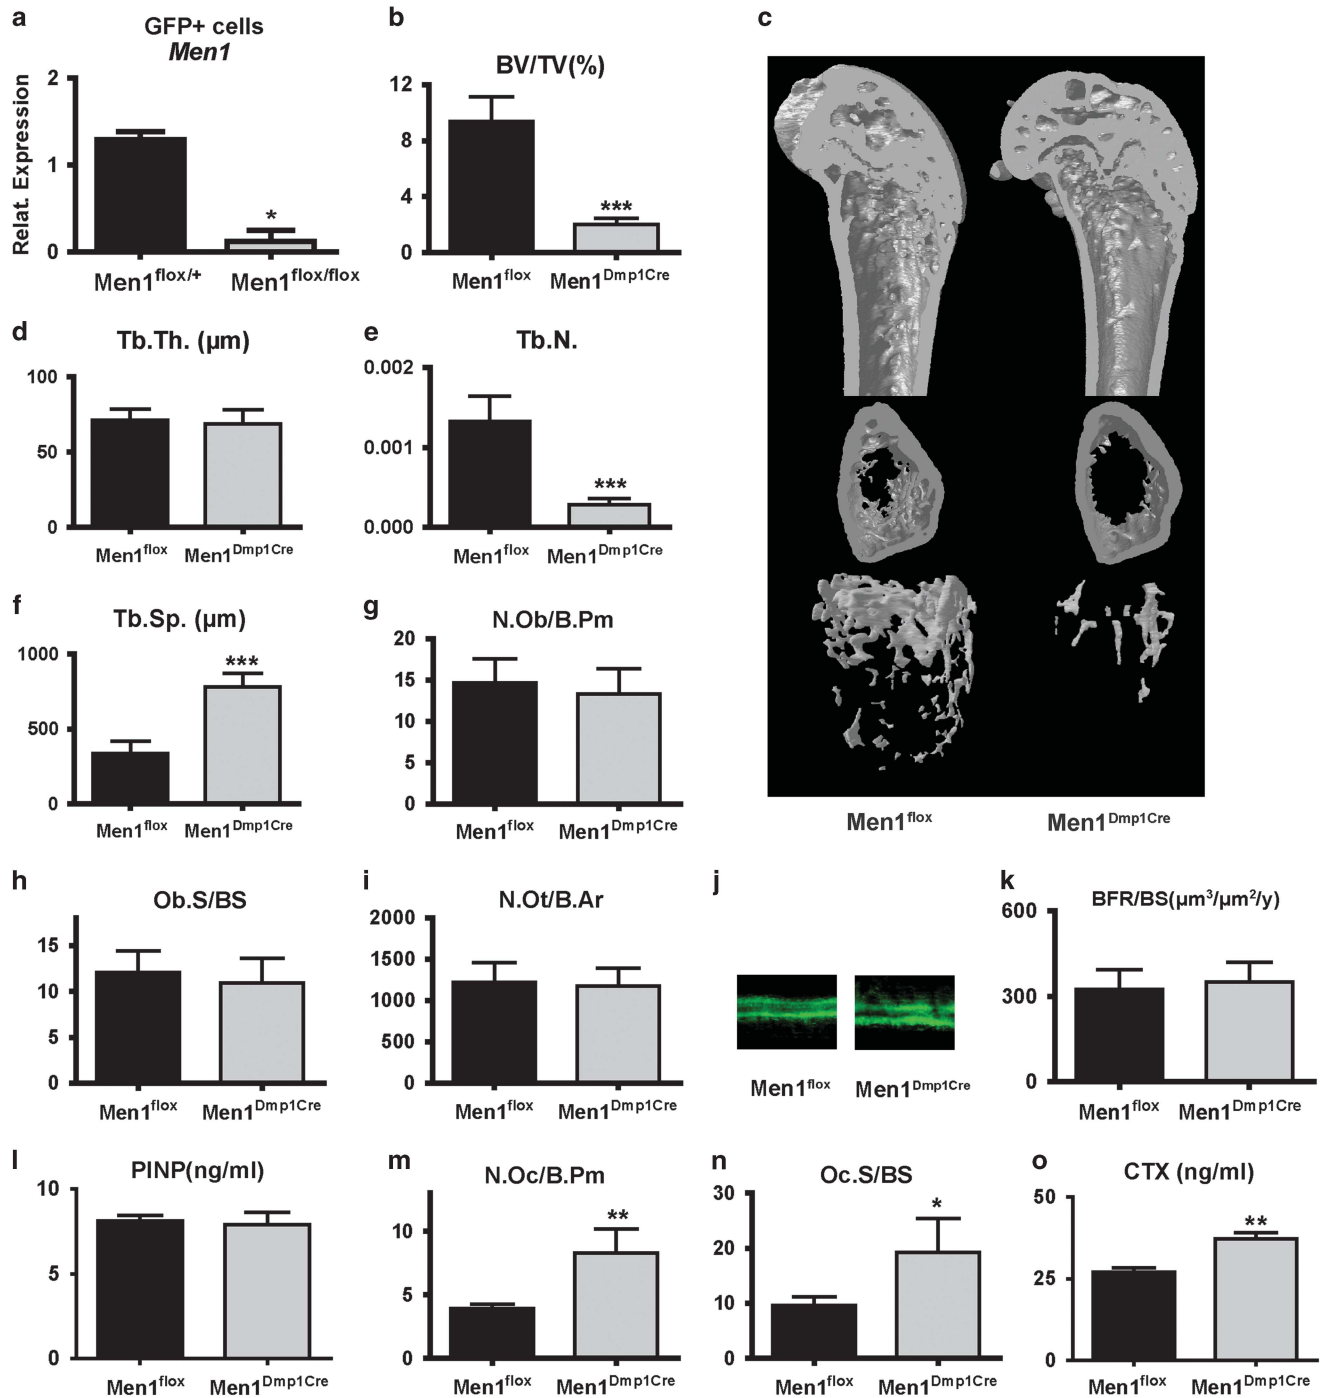 a
GFP+ cells
Men1
Relat. Expression
2
1
0
*
Men1flox/+
Men1flox/flox
b
BV/TV(%)
12
8
4
0
***
Men1flox
Men1Dmp1Cre
c
Men1flox
Men1Dmp1Cre
d
Tb.Th. (µm)
100
50
0
Men1flox
Men1Dmp1Cre
e
Tb.N.
0.002
0.001
0.000
***
Men1flox
Men1Dmp1Cre
f
Tb.Sp. (µm)
1000
500
0
***
Men1flox
Men1Dmp1Cre
g
N.Ob/B.Pm
20
15
10
5
0
Men1flox
Men1Dmp1Cre
h
Ob.S/BS
15
10
5
0
Men1flox
Men1Dmp1Cre
i
N.Ot/B.Ar
2000
1500
1000
500
0
Men1flox
Men1Dmp1Cre
j
Men1flox
Men1Dmp1Cre
k
BFR/BS(µm³/µm²/y)
600
300
0
Men1flox
Men1Dmp1Cre
l
PINP(ng/ml)
10
5
0
Men1flox
Men1Dmp1Cre
m
N.Oc/B.Pm
10
5
0
**
Men1flox
Men1Dmp1Cre
n
Oc.S/BS
30
20
10
0
*
Men1flox
Men1Dmp1Cre
o
CTX (ng/ml)
50
25
0
**
Men1flox
Men1Dmp1Cre